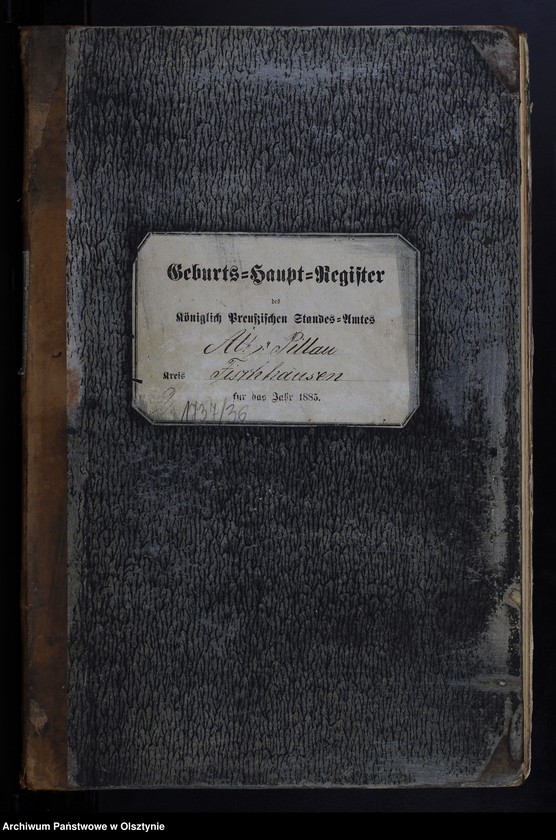 Geburts-Haupt-Register
des
Königlich Preußischen Standes-Amtes
Alt Pillau
Kreis Fischhausen
für das Jahr 1885.
1734/36
Archiwum Państwowe w Olsztynie